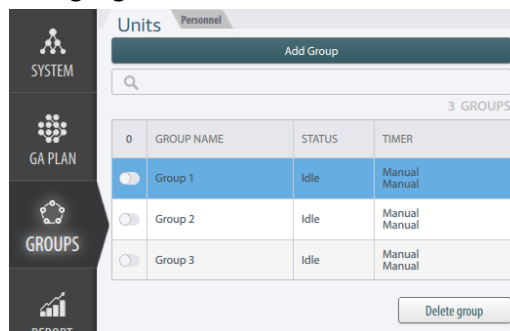 Units Personnel
Add Group
SYSTEM
3 GROUPS
0 GROUP NAME STATUS TIMER
GA PLAN
Group 1 Idle Manual
Manual
Group 2 Idle Manual
Manual
GROUPS
Group 3 Idle Manual
Manual
Delete group
REPORT